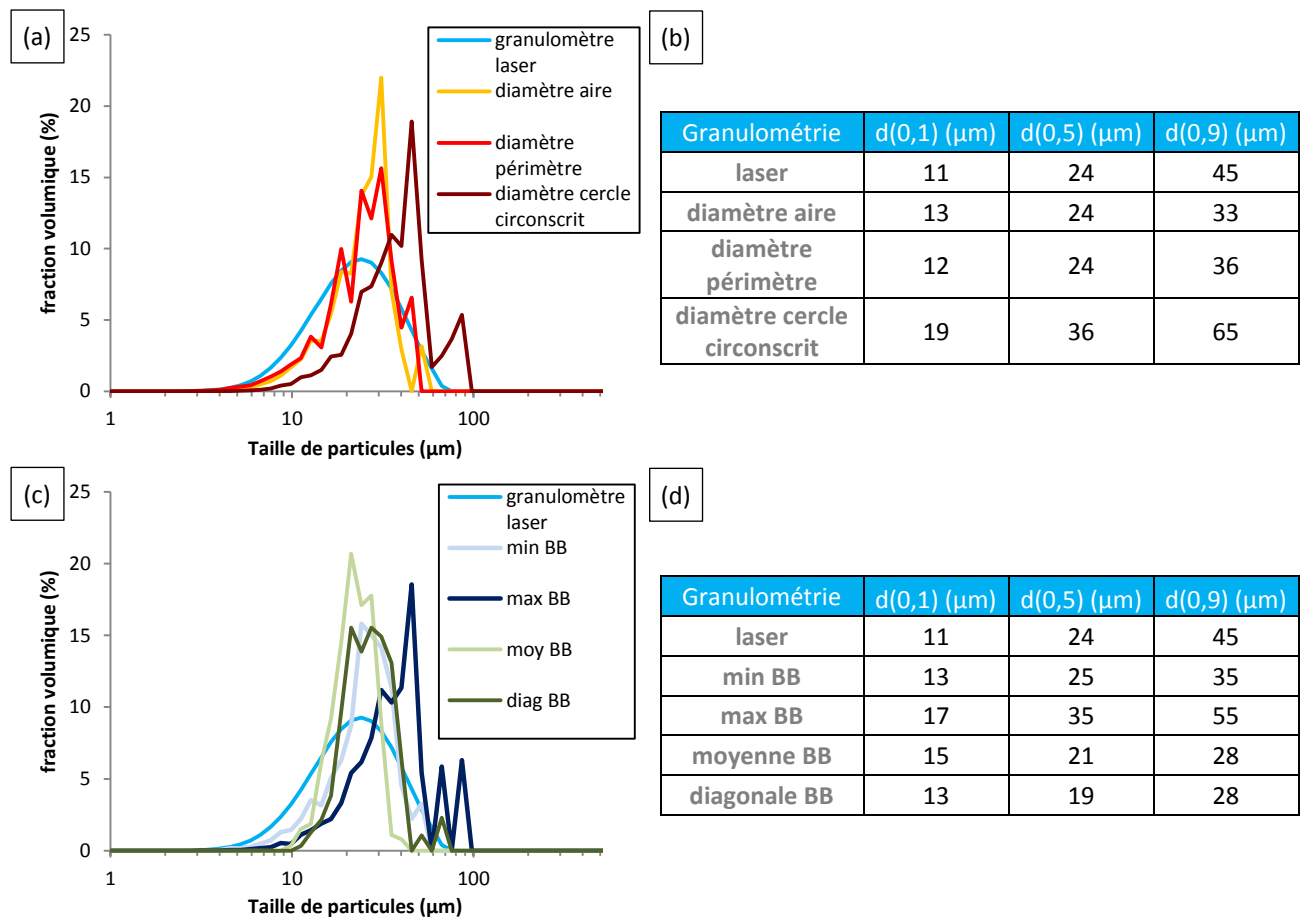 (a)
25
20
15
10
5
0
fraction volumique (%)
1
10
100
Taille de particules (µm)
granulomètre
laser
diamètre aire
diamètre
périmètre
diamètre cercle
circonscrit
(b)
Granulométrie d(0,1) (µm) d(0,5) (µm) d(0,9) (µm)
laser 11 24 45
diamètre aire 13 24 33
diamètre
périmètre 12 24 36
diamètre cercle
circonscrit 19 36 65
(c)
25
20
15
10
5
0
fraction volumique (%)
1
10
100
Taille de particules (µm)
granulomètre
laser
min BB
max BB
moy BB
diag BB
(d)
Granulométrie d(0,1) (µm) d(0,5) (µm) d(0,9) (µm)
laser 11 24 45
min BB 13 25 35
max BB 17 35 55
moyenne BB 15 21 28
diagonale BB 13 19 28